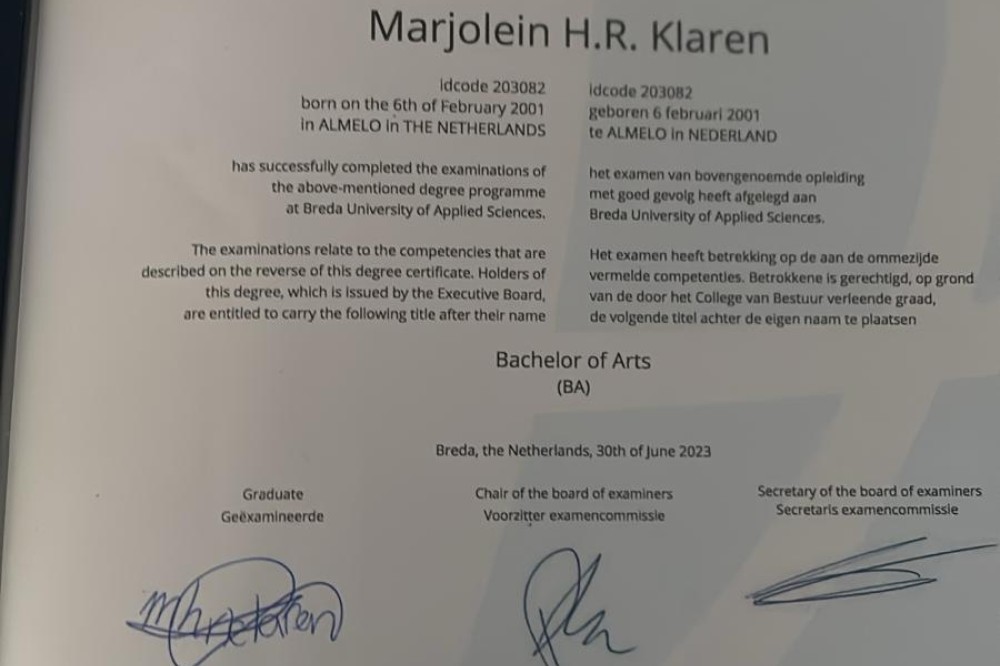 Marjolein H.R. Klaren
idcode 203082
born on the 6th of February 2001
in ALMELO in THE NETHERLANDS
has successfully completed the examinations of
the above-mentioned degree programme
at Breda University of Applied Sciences.
The examinations relate to the competencies that are
described on the reverse of this degree certificate. Holders of
this degree, which is issued by the Executive Board,
are entitled to carry the following title after their name
idcode 203082
geboren 6 februari 2001
te ALMELO in NEDERLAND
het examen van bovengenoemde opleiding
met goed gevolg heeft afgelegd aan
Breda University of Applied Sciences.
Het examen heeft betrekking op de aan de ommezijde
vermelde competenties. Betrokkene is gerechtigd, op grond
van de door het College van Bestuur verleende graad,
de volgende titel achter de eigen naam te plaatsen
Bachelor of Arts
(BA)
Breda, the Netherlands, 30th of June 2023
Graduate
Geëxamineerde
Chair of the board of examiners
Voorzitter examencommissie
Secretary of the board of examiners
Secretaris examencommissie